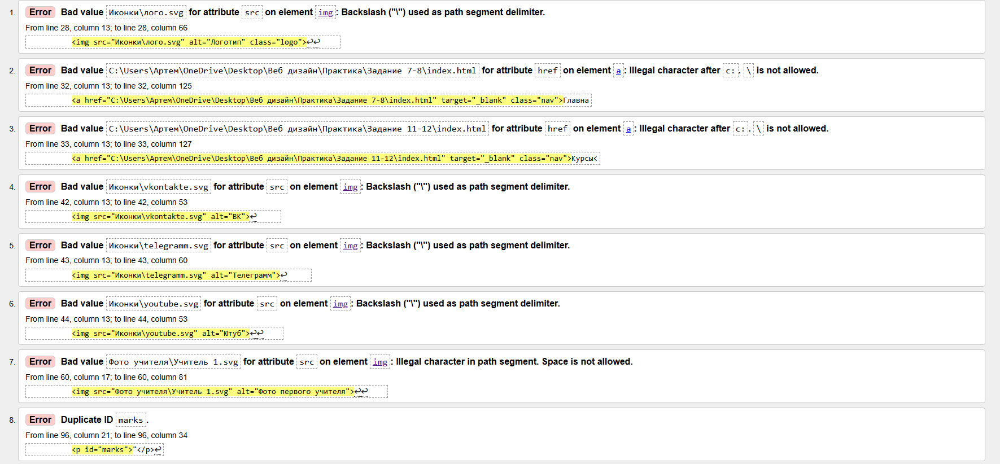 1. Error Bad value Иконки\лого.svg for attribute src on element img: Backslash ("\") used as path segment delimiter.
From line 28, column 13; to line 28, column 66
<img src="Иконки\лого.svg" alt="Логотип" class="logo">↩↩
2. Error Bad value C:\Users\Артем\OneDrive\Desktop\Веб дизайн\Практика\Задание 7-8\index.html for attribute href on element a: Illegal character after c:. \ is not allowed.
From line 32, column 13; to line 32, column 125
<a href="C:\Users\Артем\OneDrive\Desktop\Веб дизайн\Практика\Задание 7-8\index.html" target="_blank" class="nav">Главна
3. Error Bad value C:\Users\Артем\OneDrive\Desktop\Веб дизайн\Практика\Задание 11-12\index.html for attribute href on element a: Illegal character after c:. \ is not allowed.
From line 33, column 13; to line 33, column 127
<a href="C:\Users\Артем\OneDrive\Desktop\Веб дизайн\Практика\Задание 11-12\index.html" target="_blank" class="nav">Курсы<
4. Error Bad value Иконки\vkontakte.svg for attribute src on element img: Backslash ("\") used as path segment delimiter.
From line 42, column 13; to line 42, column 53
<img src="Иконки\vkontakte.svg" alt="ВК">↩
5. Error Bad value Иконки\telegramm.svg for attribute src on element img: Backslash ("\") used as path segment delimiter.
From line 43, column 13; to line 43, column 60
<img src="Иконки\telegramm.svg" alt="Телеграмм">↩
6. Error Bad value Иконки\youtube.svg for attribute src on element img: Backslash ("\") used as path segment delimiter.
From line 44, column 13; to line 44, column 53
<img src="Иконки\youtube.svg" alt="Ютуб">↩↩
7. Error Bad value Фото учителя\Учитель 1.svg for attribute src on element img: Illegal character in path segment. Space is not allowed.
From line 60, column 17; to line 60, column 81
<img src="Фото учителя\Учитель 1.svg" alt="Фото первого учителя">↩↩
8. Error Duplicate ID marks.
From line 96, column 21; to line 96, column 34
<p id="marks">"</p>↩